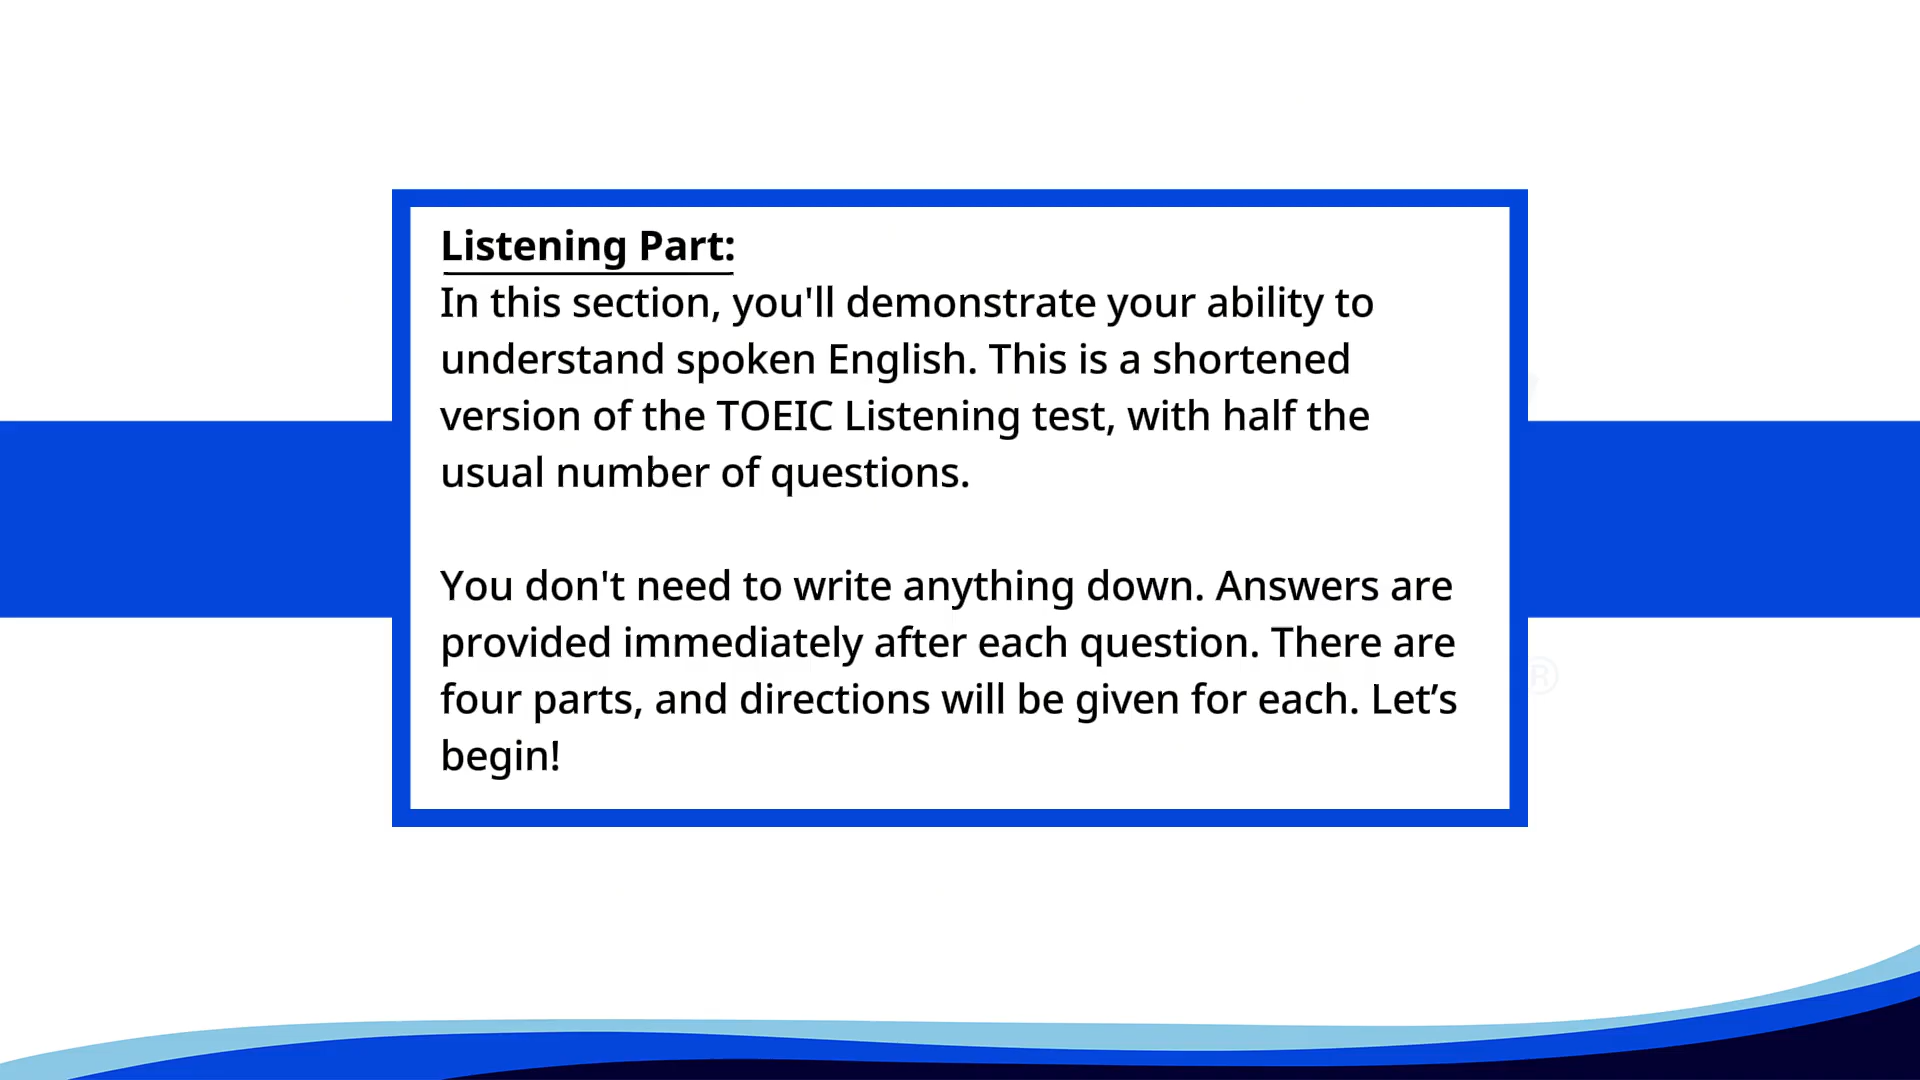 Listening Part:
In this section, you'll demonstrate your ability to
understand spoken English. This is a shortened
version of the TOEIC Listening test, with half the
usual number of questions.
You don't need to write anything down. Answers are
provided immediately after each question. There are
four parts, and directions will be given for each. Let’s
begin!
®